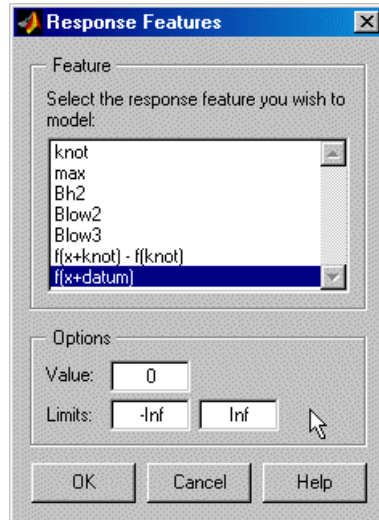 Response Features
Feature
Select the response feature you wish to
model:
knot
max
Bh2
Blow2
Blow3
f(x+knot) - f(knot)
f(x+datum)
Options
Value: 0
Limits: -Inf Inf
OK Cancel Help